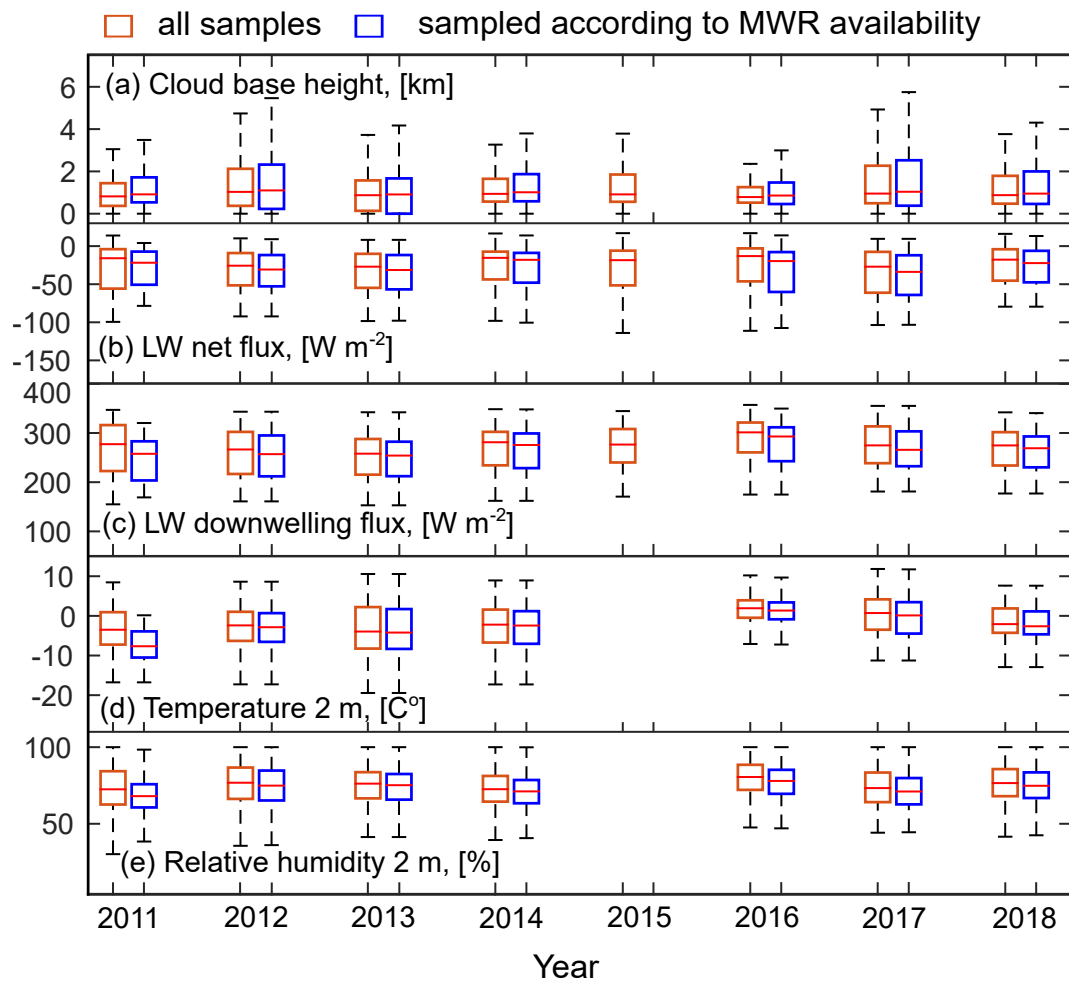 all samples sampled according to MWR availability
(a) Cloud base height, [km]
6
4
2
0
0
-50
-100
-150
(b) LW net flux, [W m⁻²]
400
300
200
100
(c) LW downwelling flux, [W m⁻²]
10
0
-10
-20
(d) Temperature 2 m, [Cᵒ]
100
50
(e) Relative humidity 2 m, [%]
2011 2012 2013 2014 2015 2016 2017 2018
Year